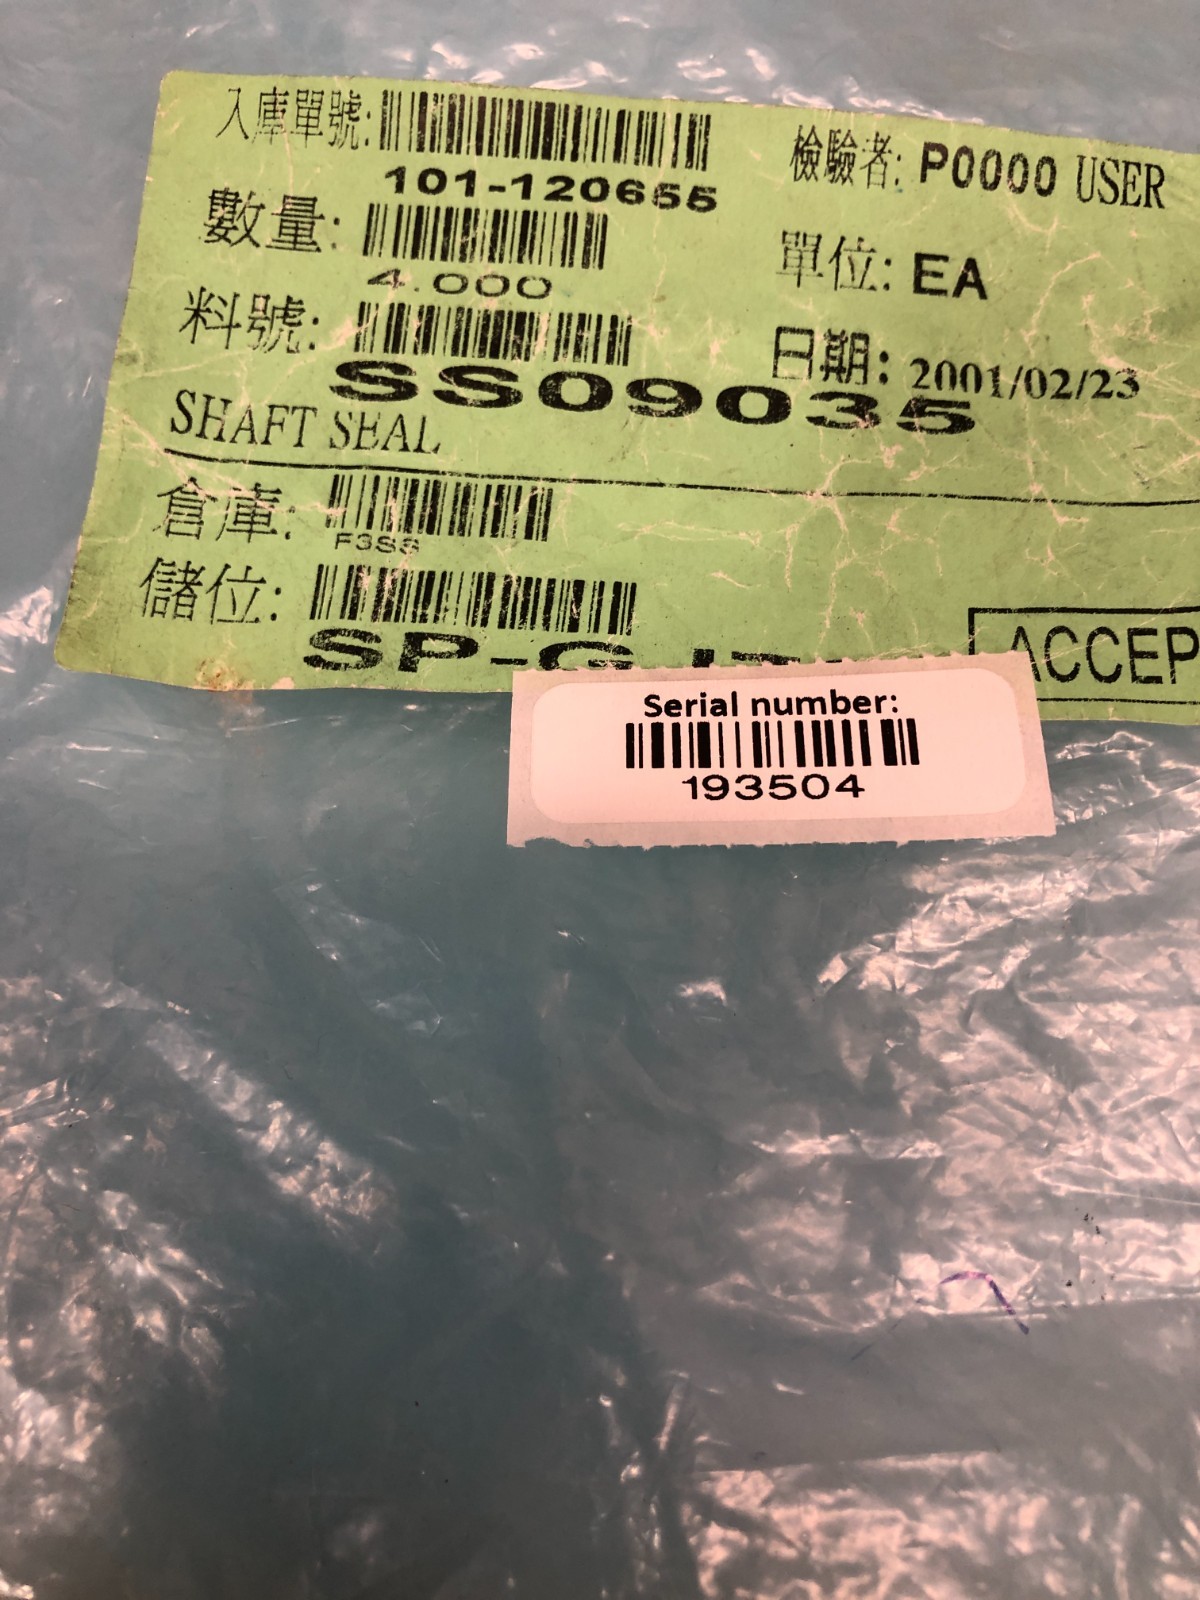 入庫單號:
101-120655
檢驗者: P0000 USER
數量:
4.000
單位: EA
料號:
SS09035
日期: 2001/02/23
SHAFT SEAL
倉庫:
F3SS
儲位:
SP-G
ACCEP
Serial number:
193504